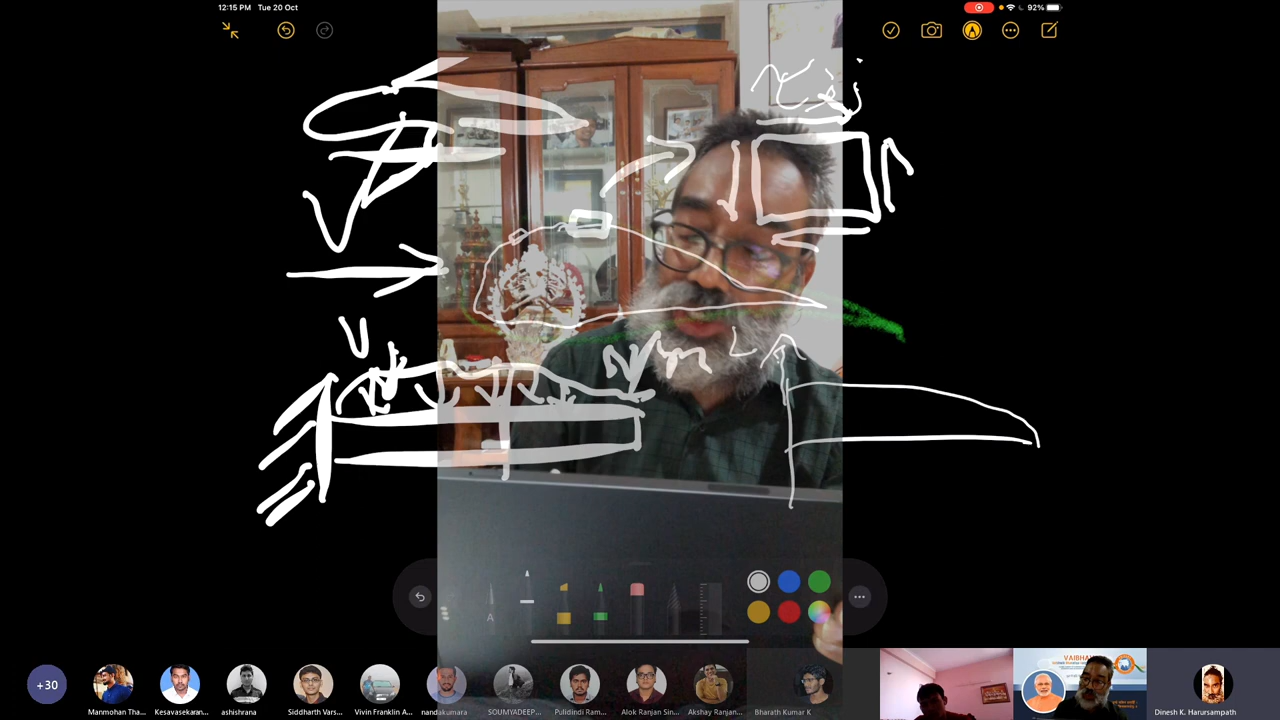 12:15 PM Tue 20 Oct
92%
V
A
VAIBHAV
+30
Manmohan Tha...
Kesavasekaran...
ashishrana
Siddharth Vars...
Vivin Franklin A...
nandakumara
SOUMYADEEP...
Pulidindi Ram...
Alok Ranjan Sin...
Akshay Ranjan...
Bharath Kumar K
Dinesh K. Harursampath